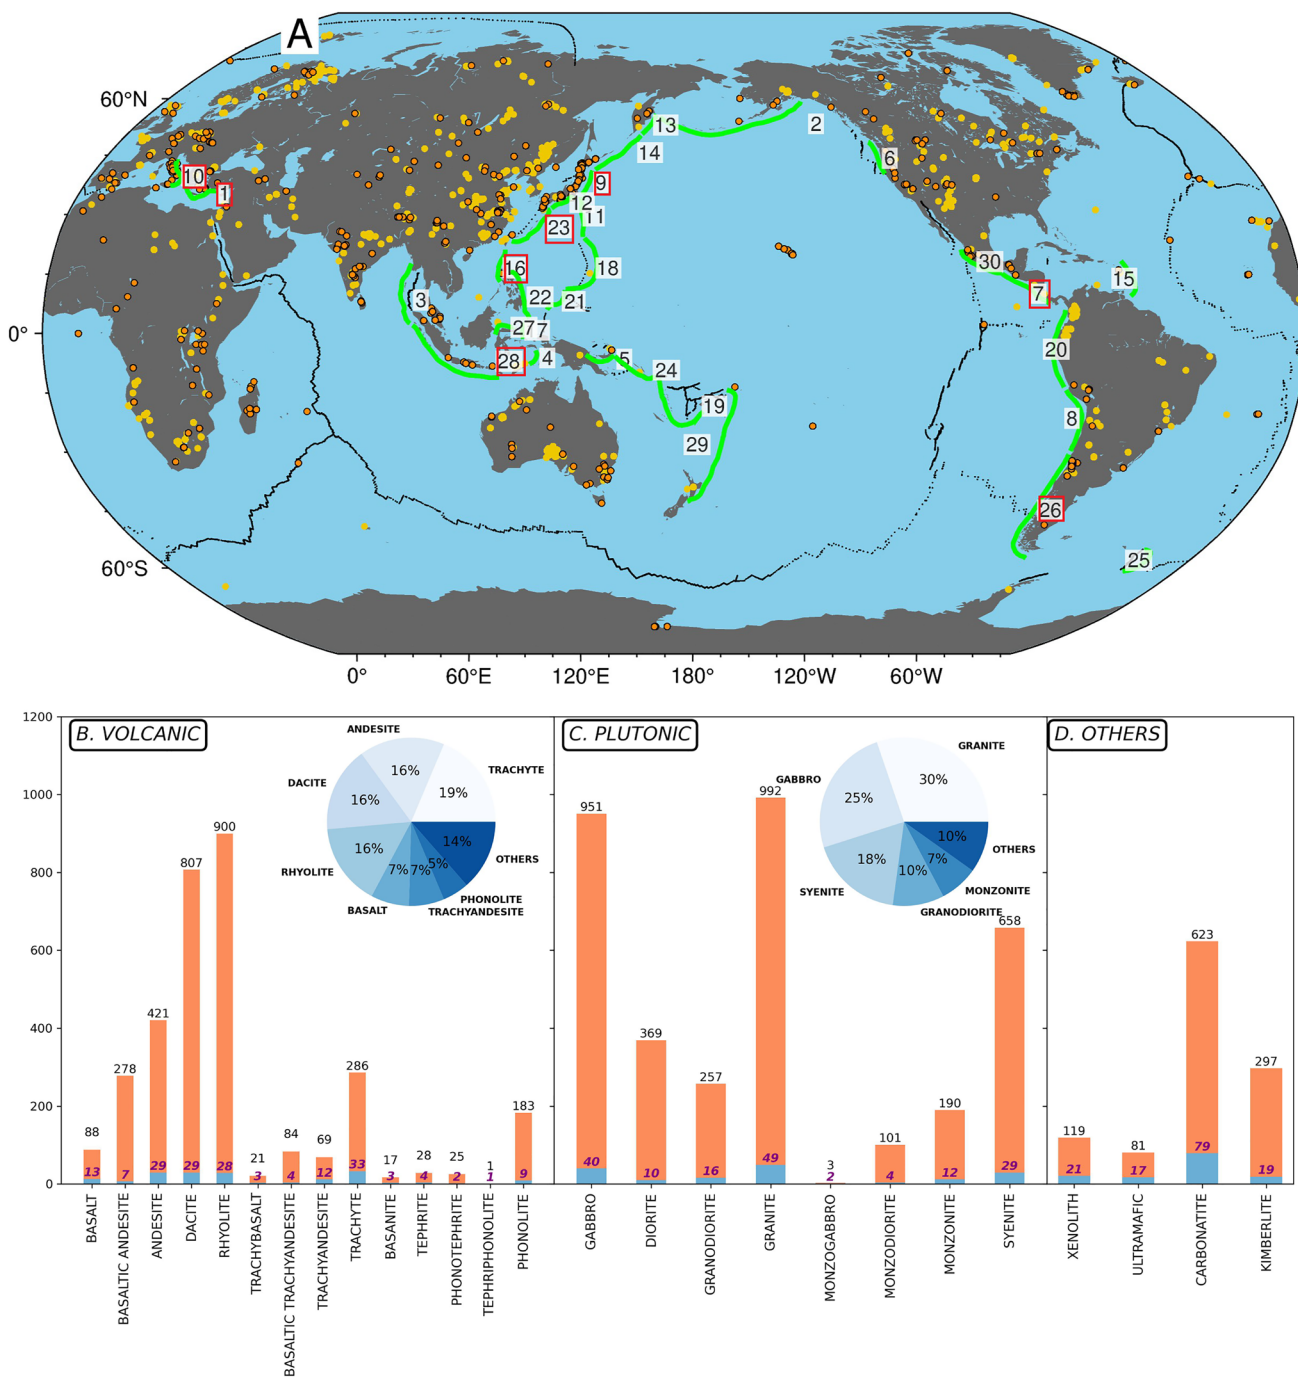 A
60°N
0°
60°S
13
2
14
6
10
1
9
12
11
23
16
18
30
15
3
22
21
7
27
7
28
4
5
20
24
19
8
29
26
25
0°
60°E
120°E
180°
120°W
60°W
B. VOLCANIC
C. PLUTONIC
D. OTHERS
1200
1000
800
600
400
200
0
ANDESITE
TRACHYTE
DACITE
RHYOLITE
BASALT
TRACHYANDESITE
PHONOLITE
OTHERS
16%
19%
16%
16%
7%
7%
5%
14%
GRANITE
GABBRO
SYENITE
GRANODIORITE
MONZONITE
OTHERS
30%
25%
18%
10%
7%
10%
88
278
421
807
900
21
84
69
286
17
28
25
1
183
951
369
257
992
3
101
190
658
119
81
623
297
13
7
29
29
28
3
4
12
33
3
4
2
1
9
40
10
16
49
2
4
12
29
21
17
79
19
BASALT
BASALTIC ANDESITE
ANDESITE
DACITE
RHYOLITE
TRACHYBASALT
BASALTIC TRACHYANDESITE
TRACHYANDESITE
TRACHYTE
BASANITE
TEPHRITE
PHONOTEPHRITE
TEPHRIPHONOLITE
PHONOLITE
GABBRO
DIORITE
GRANODIORITE
GRANITE
MONZOGABBRO
MONZODIORITE
MONZONITE
SYENITE
XENOLITH
ULTRAMAFIC
CARBONATITE
KIMBERLITE